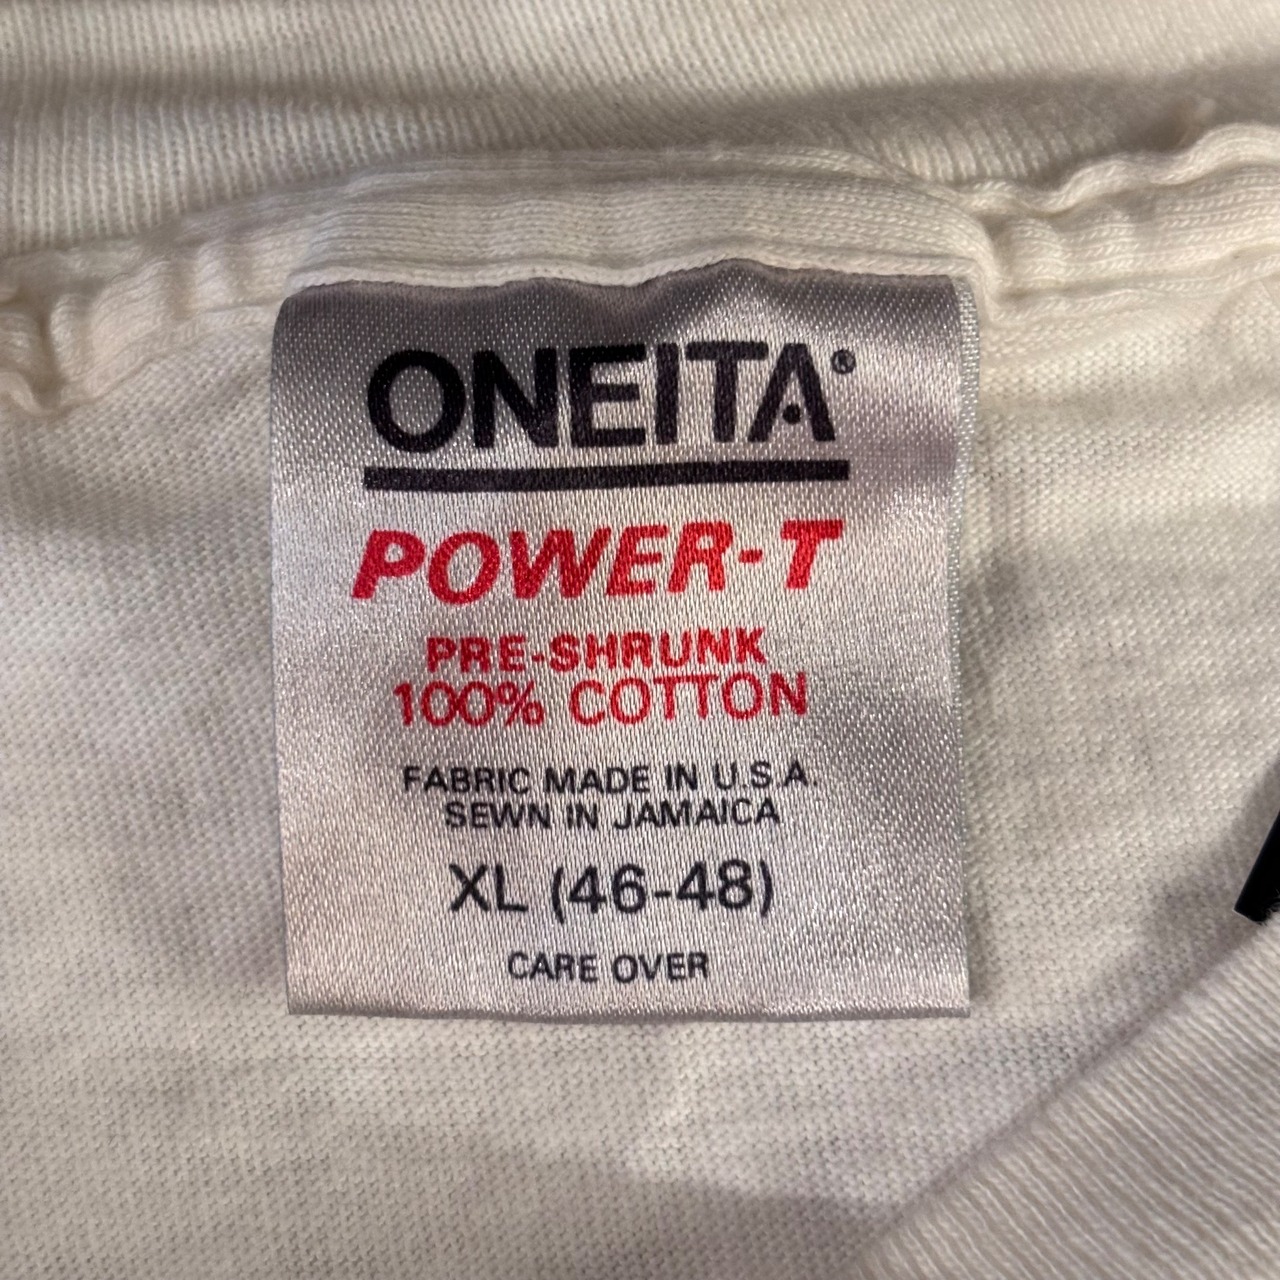 ONEITA®
POWER-T
PRE-SHRUNK
100% COTTON
FABRIC MADE IN U.S.A.
SEWN IN JAMAICA
XL (46-48)
CARE OVER